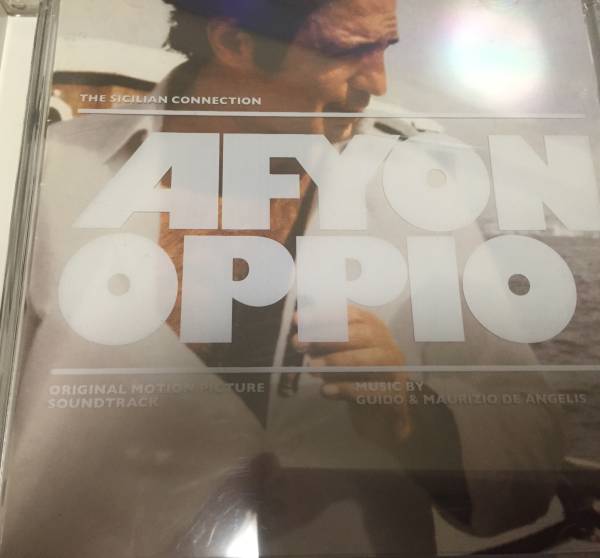 THE SICILIAN CONNECTION
AFYON
OPPIO
ORIGINAL MOTION PICTURE
SOUNDTRACK
MUSIC BY
GUIDO & MAURIZIO DE ANGELIS